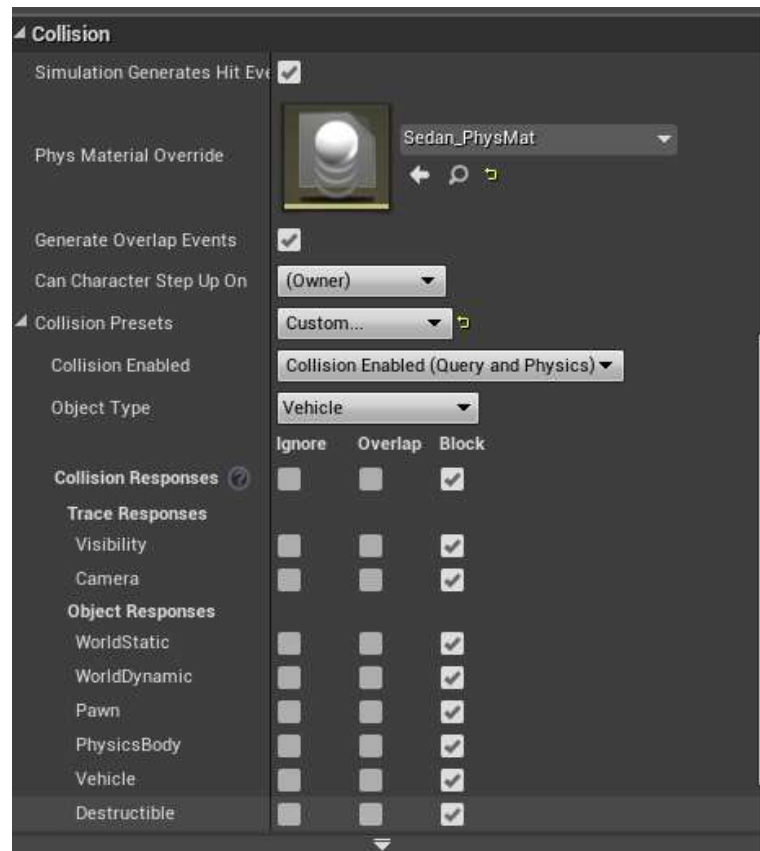 Collision
Simulation Generates Hit Eve
Phys Material Override
Sedan_PhysMat
Generate Overlap Events
Can Character Step Up On (Owner)
Collision Presets Custom...
Collision Enabled Collision Enabled (Query and Physics)
Object Type Vehicle
Ignore Overlap Block
Collision Responses ?
Trace Responses
Visibility
Camera
Object Responses
WorldStatic
WorldDynamic
Pawn
PhysicsBody
Vehicle
Destructible